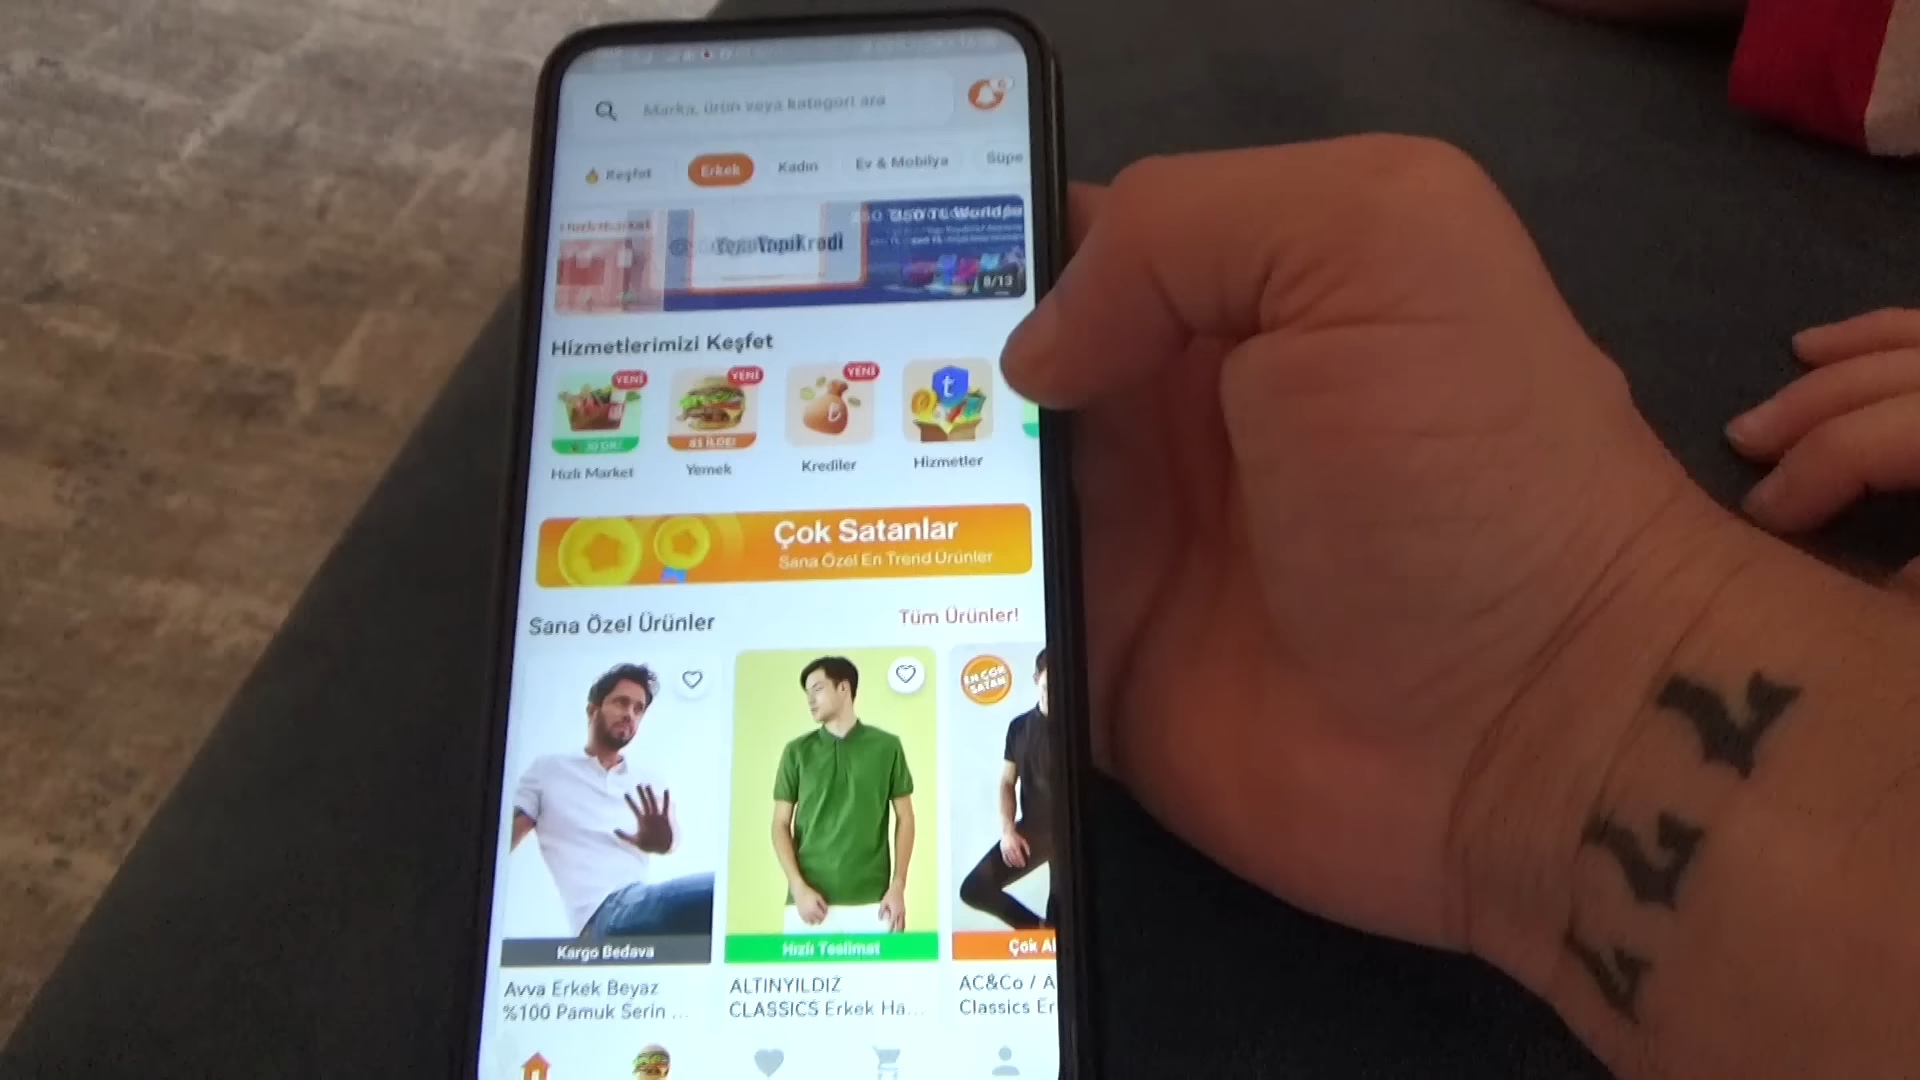 Marka, ürün veya kategori ara
Keşfet
Erkek
Kadın
Ev & Mobilya
Süpe
8/13
Hizmetlerimizi Keşfet
YENİ
YENİ
YENİ
t
t
Hızlı Market
Yemek
Krediler
Hizmetler
Çok Satanlar
Sana Özel En Trend Ürünler
Sana Özel Ürünler
Tüm Ürünler!
EN ÇOK
SATAN
Kargo Bedava
Hızlı Teslimat
Çok Al
Avva Erkek Beyaz
%100 Pamuk Serin ...
ALTINYILDIZ
CLASSICS Erkek Ha...
AC&Co / A
Classics Er